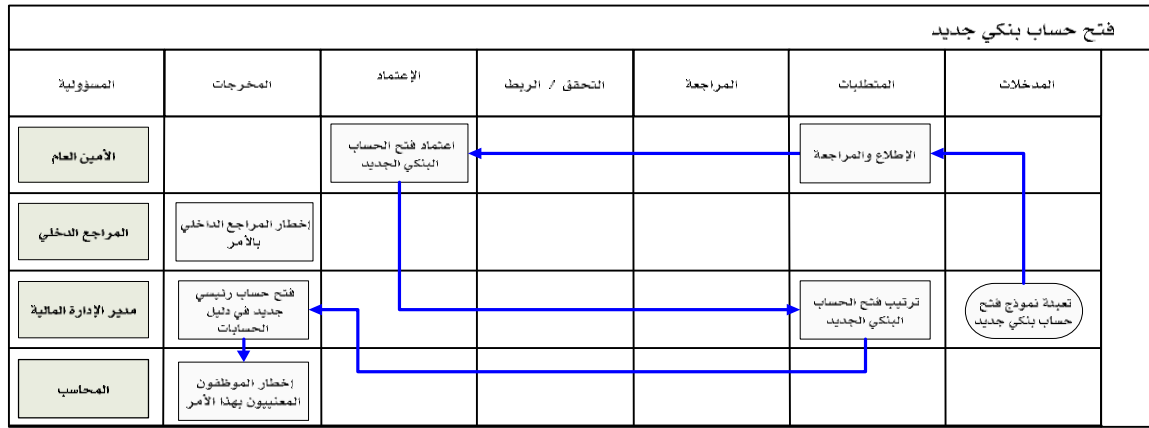 فتح حساب بنكي جديد
المدخلات
المتطلبات
المراجعة
التحقق / الربط
الإعتماد
المخرجات
المسؤولية
الإطلاع والمراجعة
اعتماد فتح الحساب
البنكي الجديد
الأمين العام
إخطار المراجع الداخلي
بالأمر
المراجع الدخلي
تعبئة نموذج فتح
حساب بنكي جديد
ترتيب فتح الحساب
البنكي الجديد
فتح حساب رئيسي
جديد في دليل
الحسابات
مدير الإدارة المالية
إخطار الموظفون
المعنييون بهذا الأمر
المحاسب